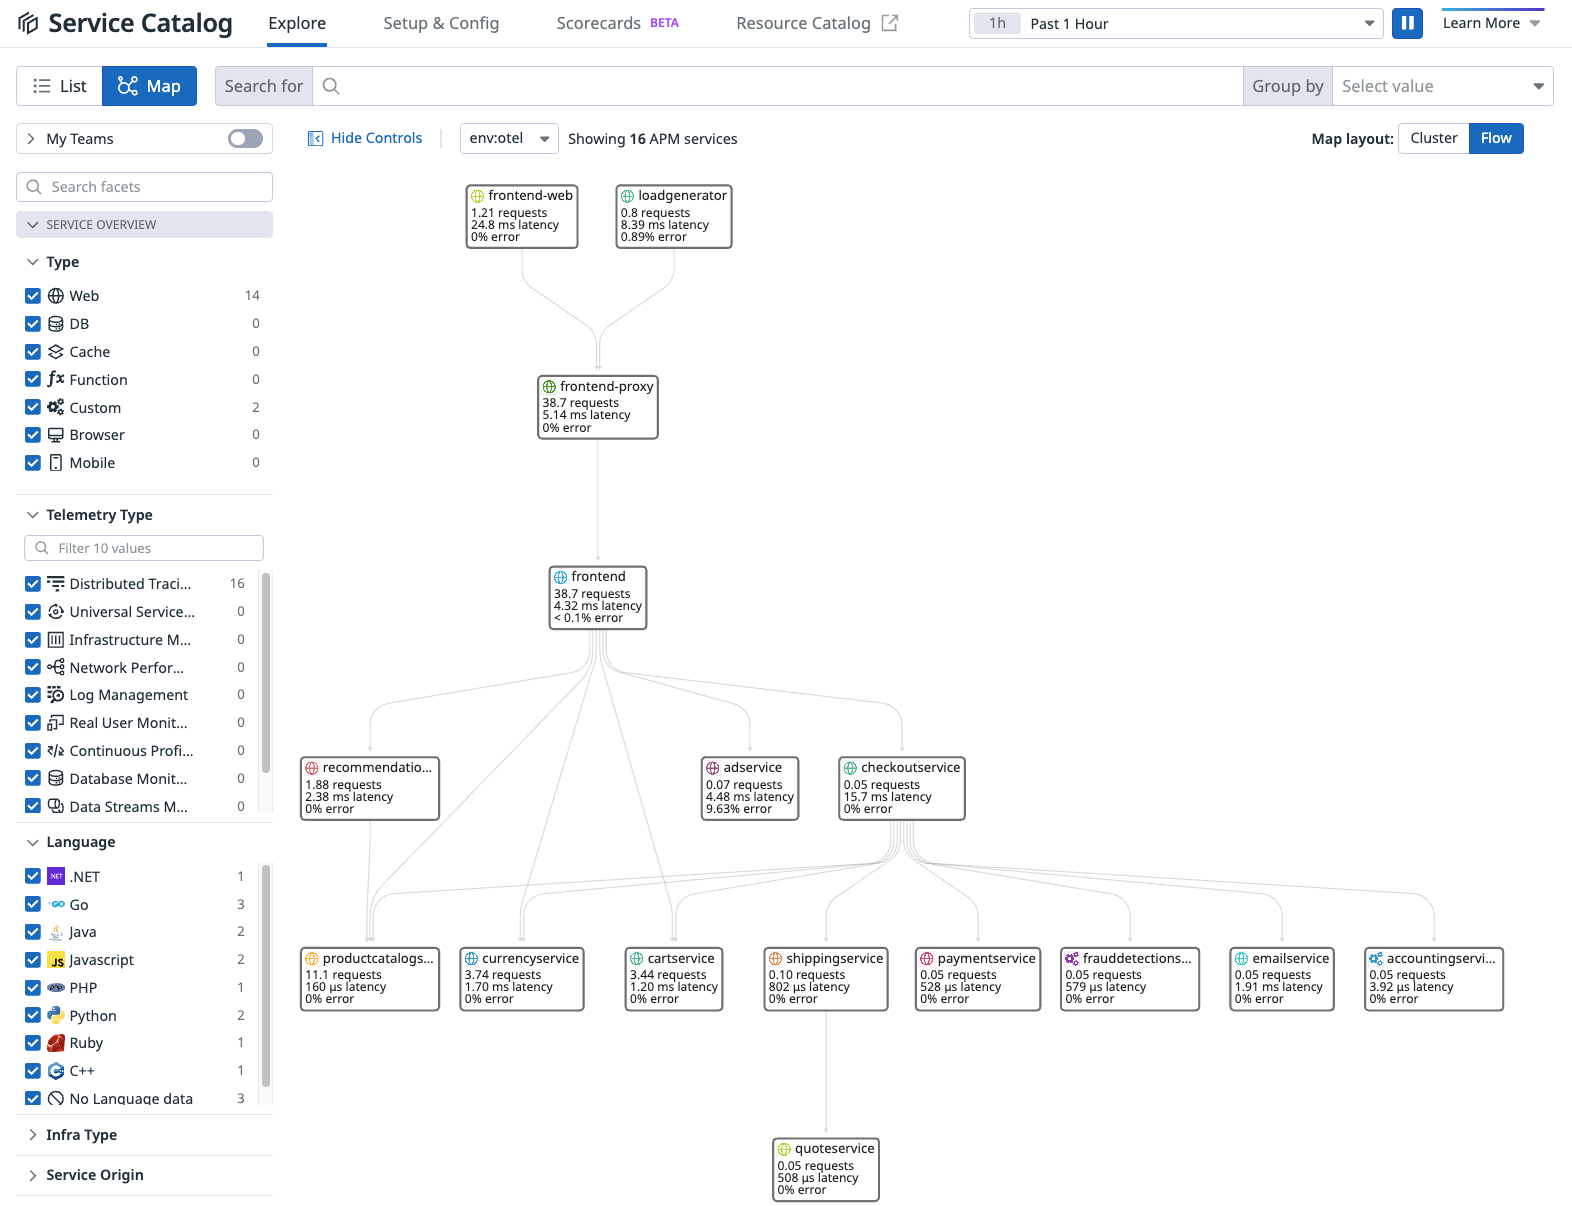 Service Catalog
Explore
Setup & Config
Scorecards BETA
Resource Catalog
1h Past 1 Hour
Learn More
List
Map
Search for
Group by
Select value
My Teams
Hide Controls
env:otel
Showing 16 APM services
Map layout:
Cluster
Flow
Search facets
SERVICE OVERVIEW
Type
Web 14
DB 0
Cache 0
Function 0
Custom 2
Browser 0
Mobile 0
Telemetry Type
Filter 10 values
Distributed Traci... 16
Universal Service... 0
Infrastructure M... 0
Network Perfor... 0
Log Management 0
Real User Monit... 0
Continuous Profi... 0
Database Monit... 0
Data Streams M... 0
Language
.NET 1
Go 3
Java 2
Javascript 2
PHP 1
Python 2
Ruby 1
C++ 1
No Language data 3
Infra Type
Service Origin
frontend-web
1.21 requests
24.8 ms latency
0% error
loadgenerator
0.8 requests
8.39 ms latency
0.89% error
frontend-proxy
38.7 requests
5.14 ms latency
0% error
frontend
38.7 requests
4.32 ms latency
< 0.1% error
recommendatio...
1.88 requests
2.38 ms latency
0% error
adservice
0.07 requests
4.48 ms latency
9.63% error
checkoutservice
0.05 requests
15.7 ms latency
0% error
productcatalogs...
11.1 requests
160 µs latency
0% error
currencyservice
3.74 requests
1.70 ms latency
0% error
cartservice
3.44 requests
1.20 ms latency
0% error
shippingservice
0.10 requests
802 µs latency
0% error
paymentservice
0.05 requests
528 µs latency
0% error
frauddetections...
0.05 requests
579 µs latency
0% error
emailservice
0.05 requests
1.91 ms latency
0% error
accountingservi...
0.05 requests
3.92 µs latency
0% error
quoteservice
0.05 requests
508 µs latency
0% error